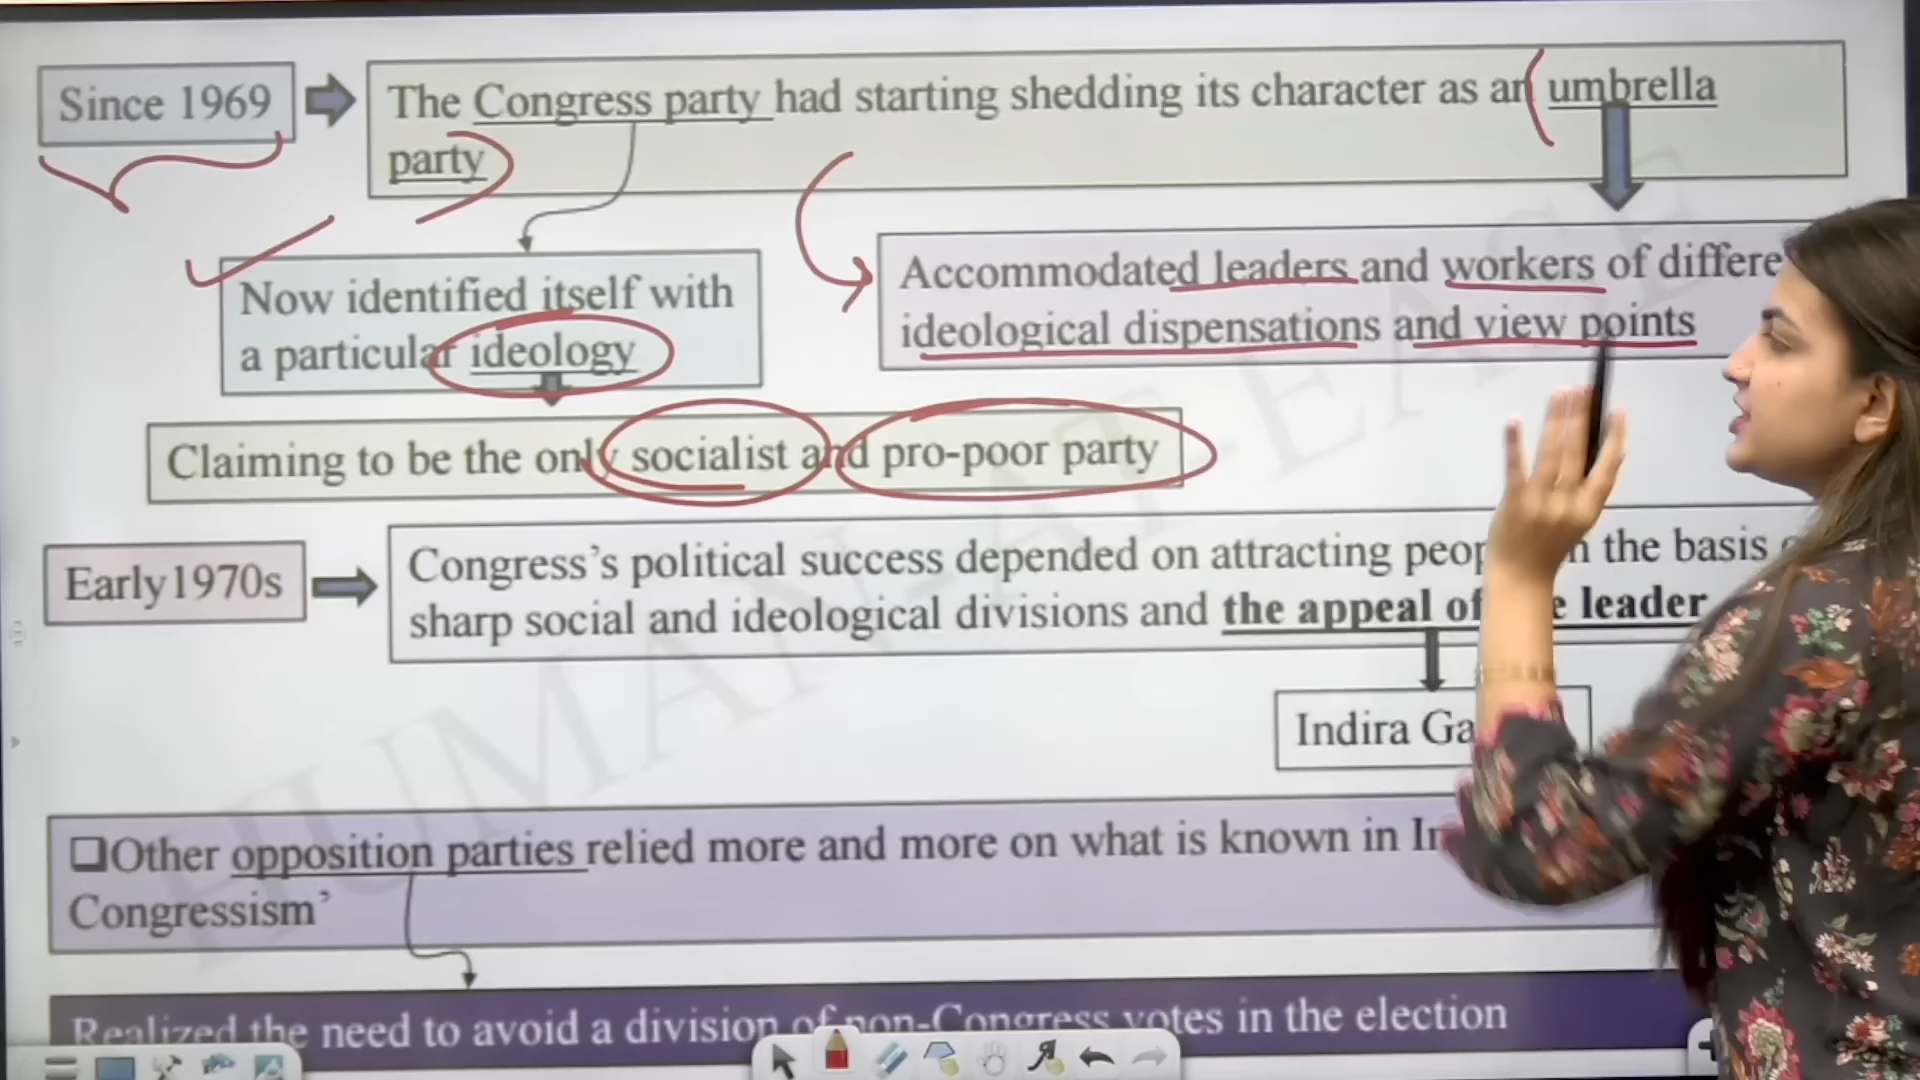 Since 1969
The Congress party had starting shedding its character as an umbrella
party
Now identified itself with
a particular ideology
Accommodated leaders and workers of
ideological dispensations and view points
Claiming to be the only socialist and pro-poor party
Early1970s
Congress's political success depended on attracting the basis
sharp social and ideological divisions and the appeal of leader
Indira
❑Other opposition parties relied more and more on what is known in
Congressism'
Realized the need to avoid a division of non-Congress votes in the election
HUMAN-AT-EASE